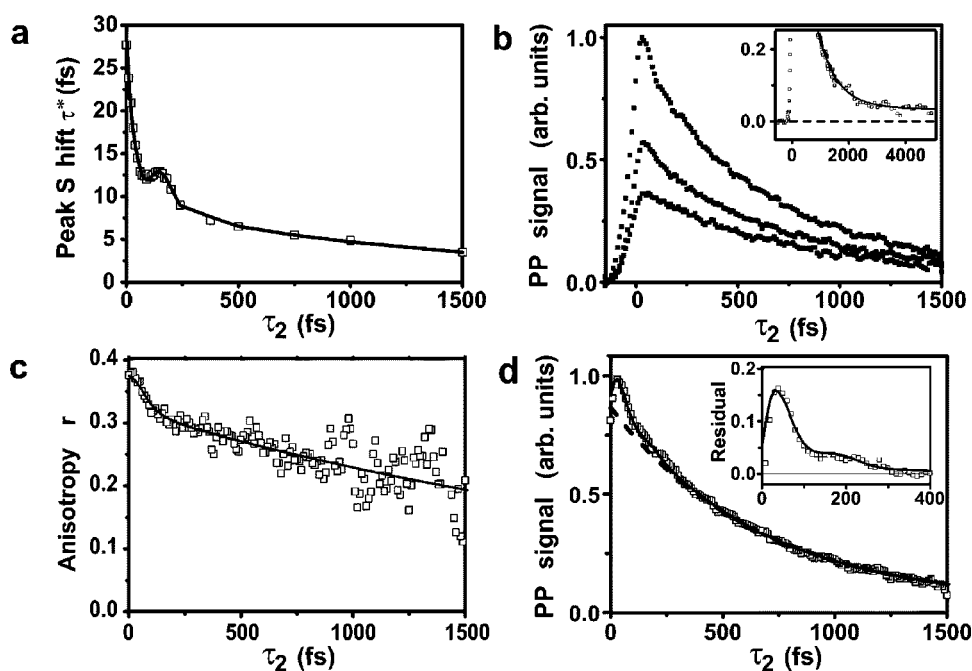 a
30
25
20
15
10
5
0
Peak S hift τ* (fs)
0 500 1000 1500
τ2 (fs)
b
1.0
0.5
0.0
PP signal (arb. units)
0 500 1000 1500
τ2 (fs)
0.2
0.0
0 2000 4000
c
0.4
0.3
0.2
0.1
0.0
Anisotropy r
0 500 1000 1500
τ2 (fs)
d
1.0
0.5
0.0
PP signal (arb. units)
0 500 1000 1500
τ2 (fs)
0.2
0.1
0.0
Residual
0 200 400